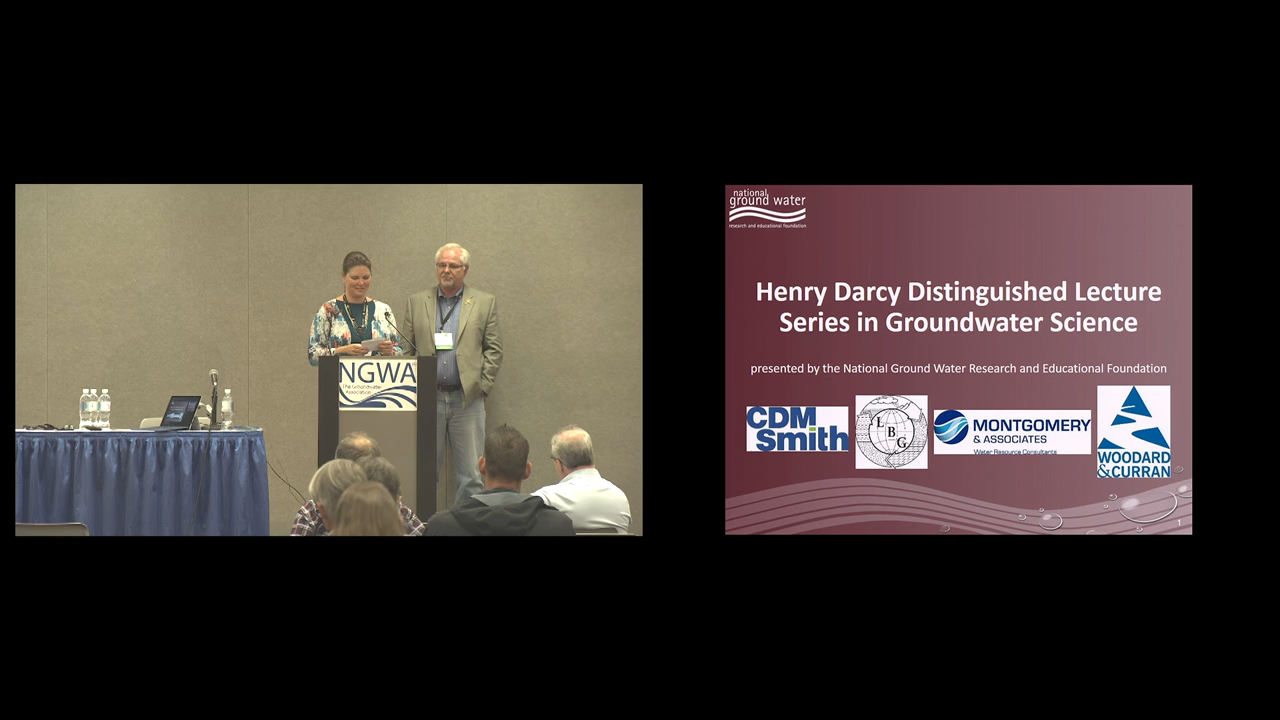 NGWA
The Groundwater
Association
national
ground water
research and educational foundation
Henry Darcy Distinguished Lecture
Series in Groundwater Science
presented by the National Ground Water Research and Educational Foundation
CDM
Smith
L
B
G
MONTGOMERY
& ASSOCIATES
Water Resource Consultants
WOODARD
&CURRAN
1